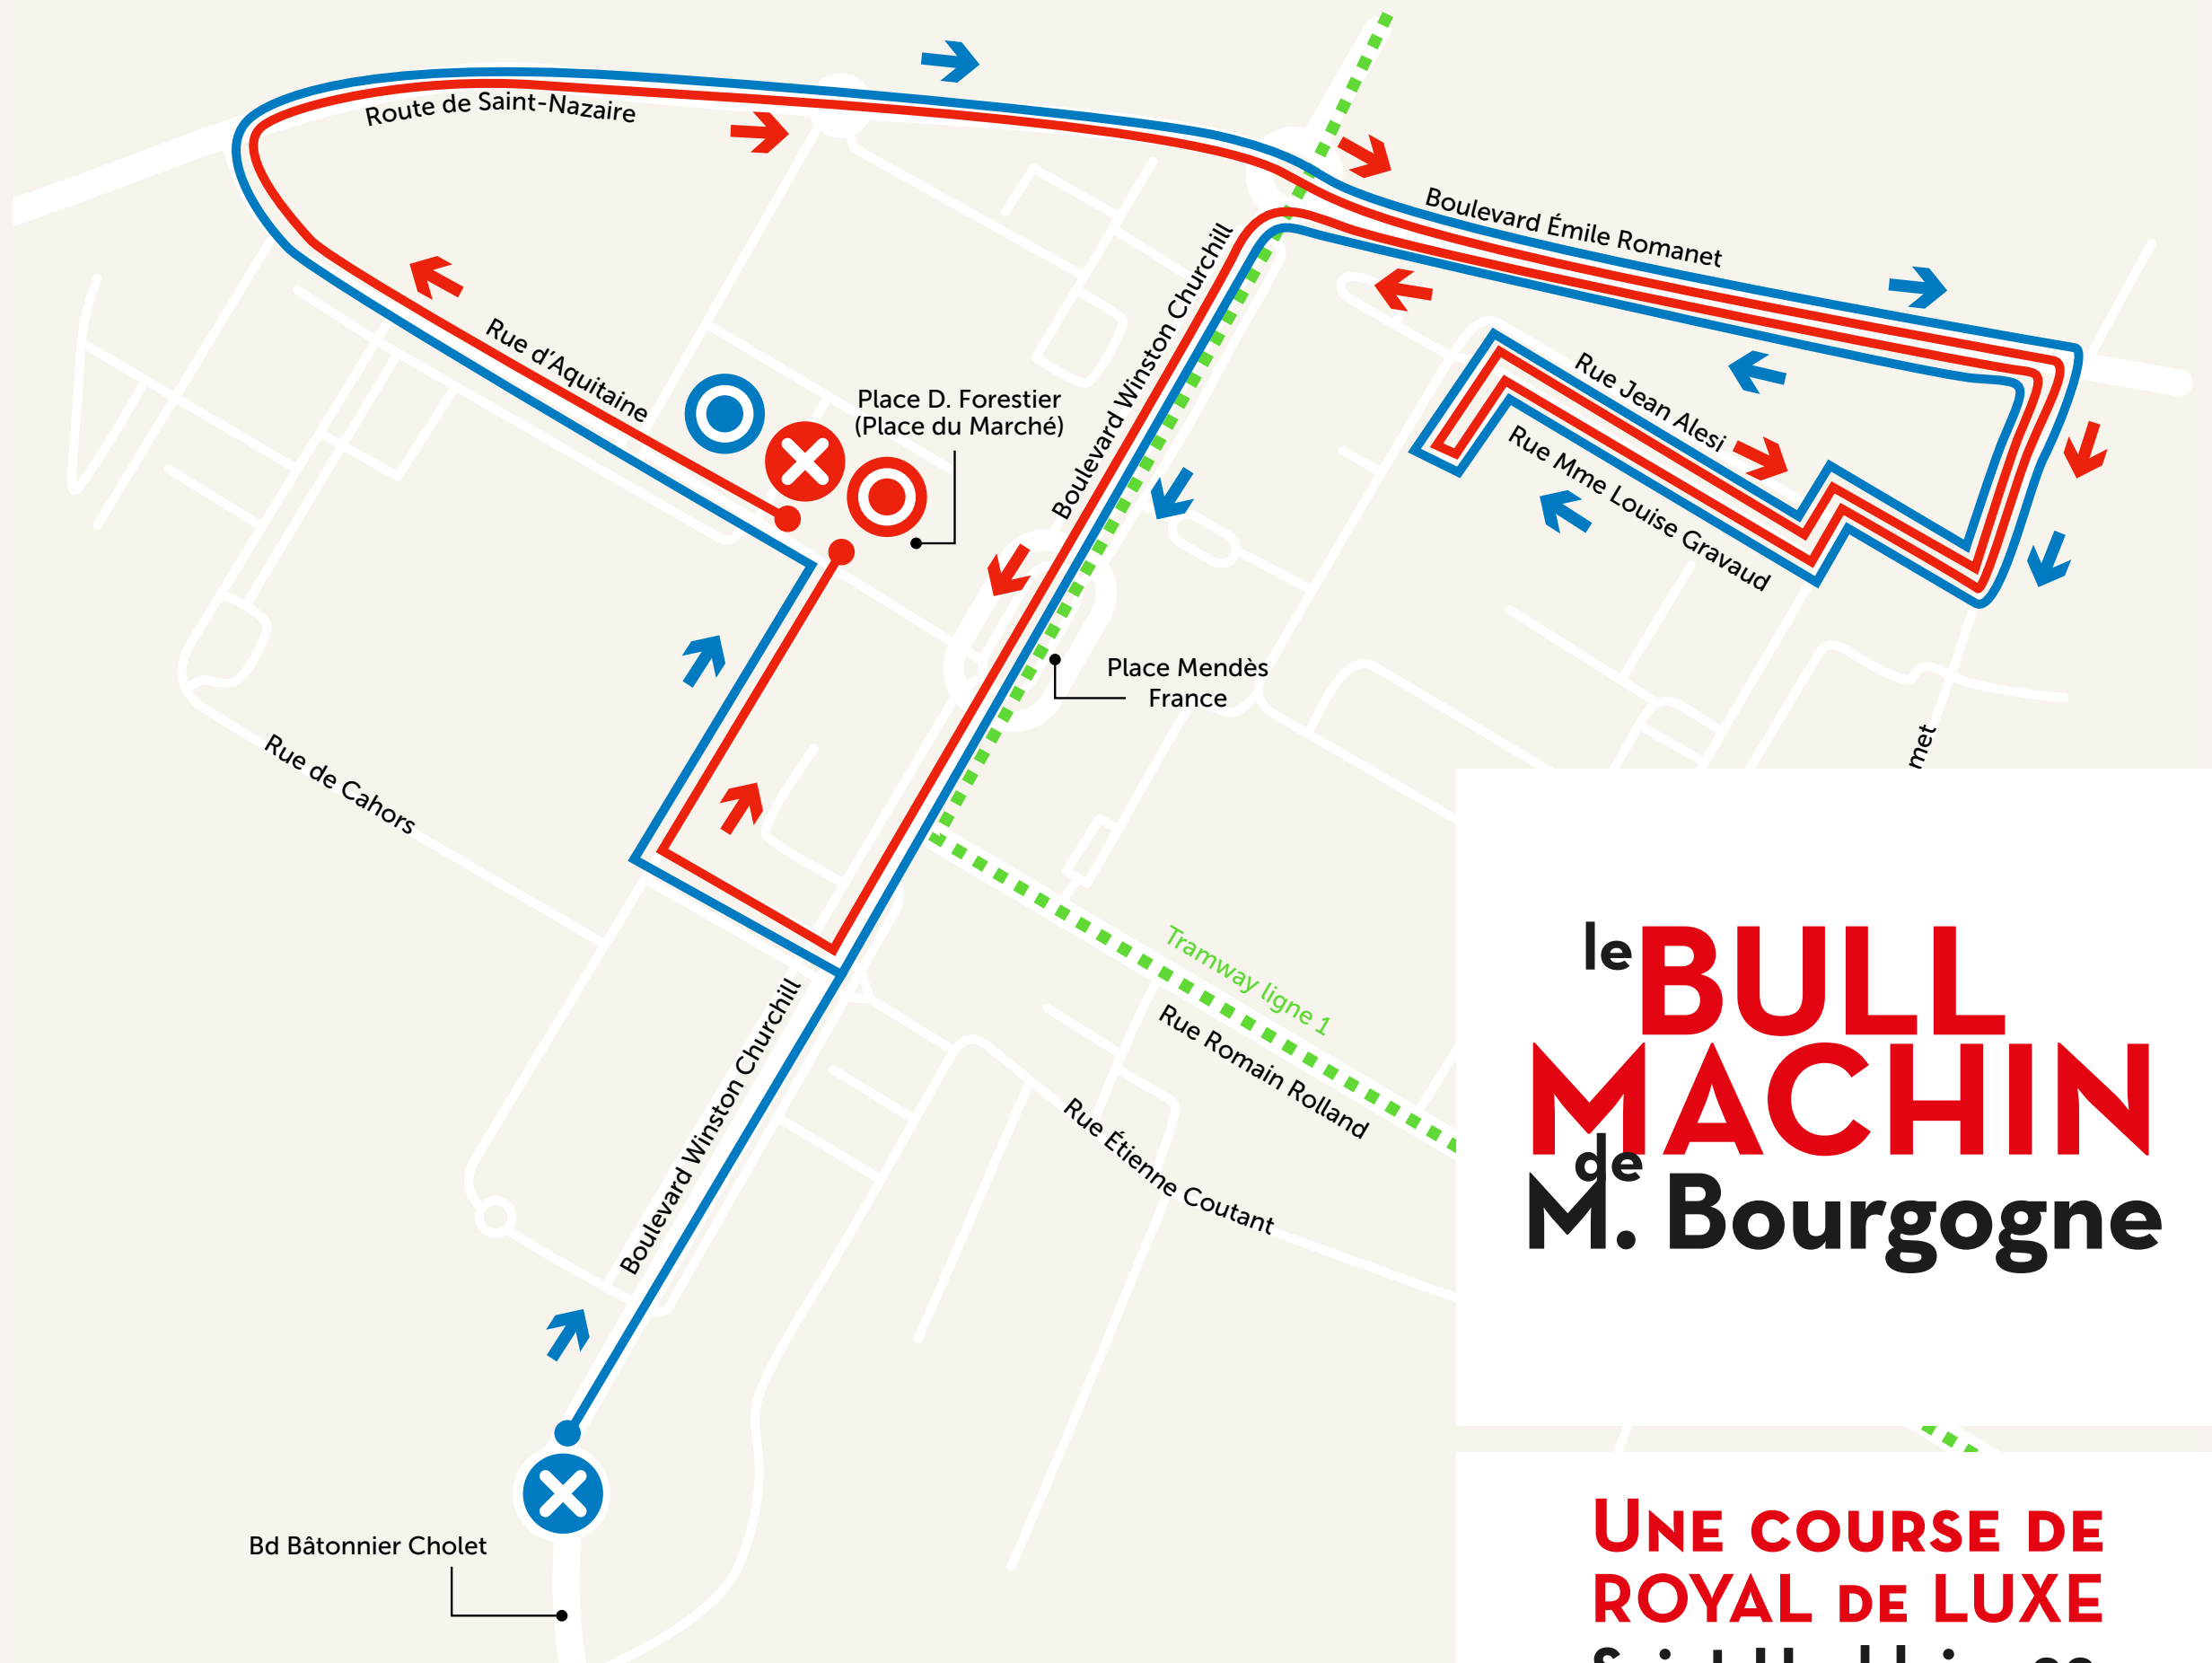 Route de Saint-Nazaire
Boulevard Émile Romanet
Boulevard Winston Churchill
Rue d'Aquitaine
Place D. Forestier
(Place du Marché)
Rue Jean Alesi
Rue Mme Louise Gravaud
Place Mendès
France
Rue de Cahors
met
Tramway ligne 1
Rue Romain Rolland
Rue Étienne Coutant
Boulevard Winston Churchill
Bd Bâtonnier Cholet
le BULL
MACHIN
de
M. Bourgogne
UNE COURSE DE
ROYAL DE LUXE